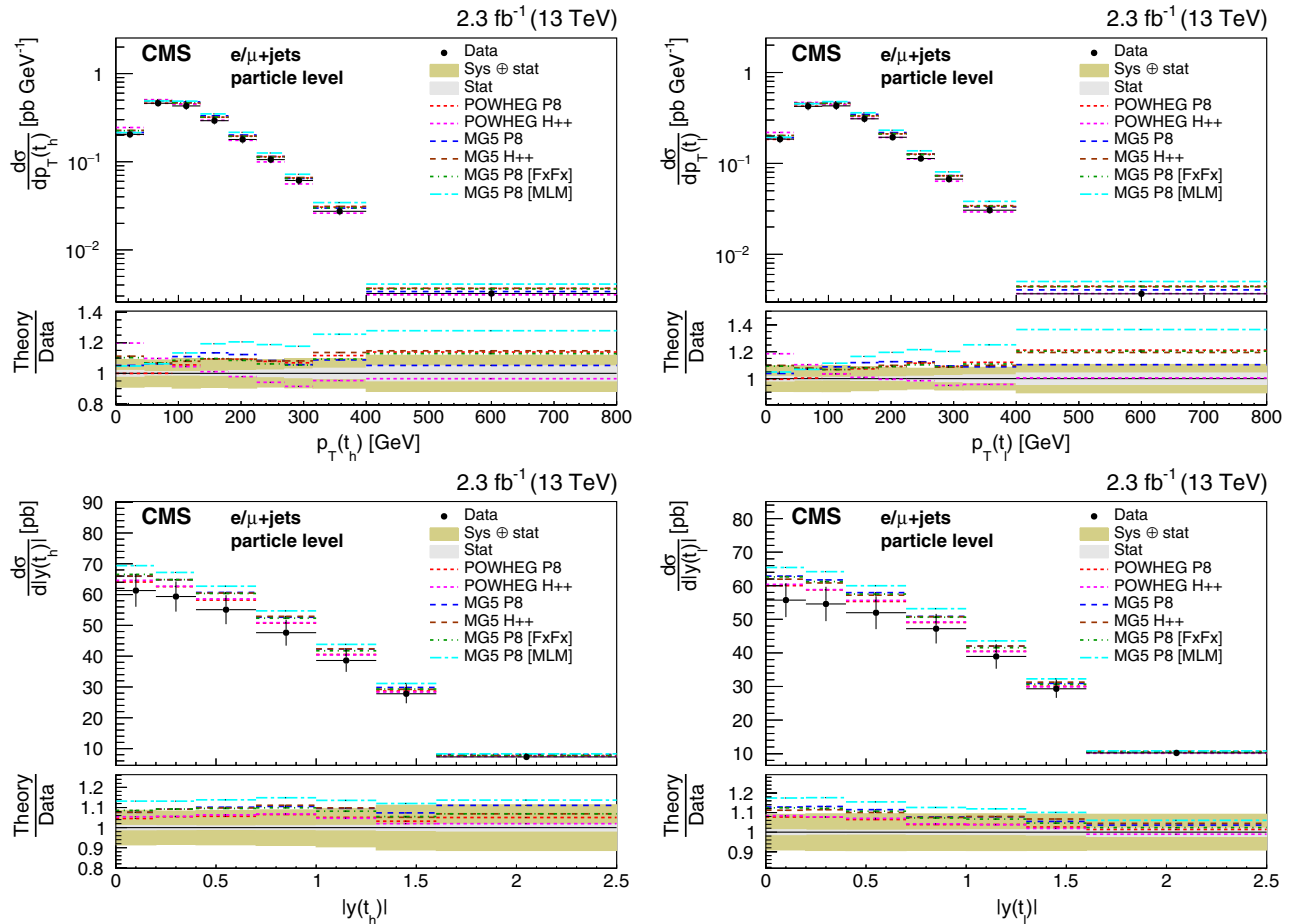 2.3 fb⁻¹ (13 TeV)
CMS
e/μ+jets
particle level
Data
Sys ⊕ stat
Stat
POWHEG P8
POWHEG H++
MG5 P8
MG5 H++
MG5 P8 [FxFx]
MG5 P8 [MLM]
dσ/dp_T(t_h) [pb GeV⁻¹]
1
10⁻¹
10⁻²
Theory/Data
1.4
1.2
1
0.8
0 100 200 300 400 500 600 700 800
p_T(t_h) [GeV]
2.3 fb⁻¹ (13 TeV)
CMS
e/μ+jets
particle level
Data
Sys ⊕ stat
Stat
POWHEG P8
POWHEG H++
MG5 P8
MG5 H++
MG5 P8 [FxFx]
MG5 P8 [MLM]
dσ/dp_T(t_l) [pb GeV⁻¹]
1
10⁻¹
10⁻²
Theory/Data
1.4
1.2
1
0 100 200 300 400 500 600 700 800
p_T(t_l) [GeV]
2.3 fb⁻¹ (13 TeV)
CMS
e/μ+jets
particle level
Data
Sys ⊕ stat
Stat
POWHEG P8
POWHEG H++
MG5 P8
MG5 H++
MG5 P8 [FxFx]
MG5 P8 [MLM]
dσ/d|y(t_h)| [pb]
90
80
70
60
50
40
30
20
10
Theory/Data
1.2
1.1
1
0.9
0.8
0 0.5 1 1.5 2 2.5
|y(t_h)|
2.3 fb⁻¹ (13 TeV)
CMS
e/μ+jets
particle level
Data
Sys ⊕ stat
Stat
POWHEG P8
POWHEG H++
MG5 P8
MG5 H++
MG5 P8 [FxFx]
MG5 P8 [MLM]
dσ/d|y(t_l)| [pb]
80
70
60
50
40
30
20
10
Theory/Data
1.2
1.1
1
0.9
0 0.5 1 1.5 2 2.5
|y(t_l)|